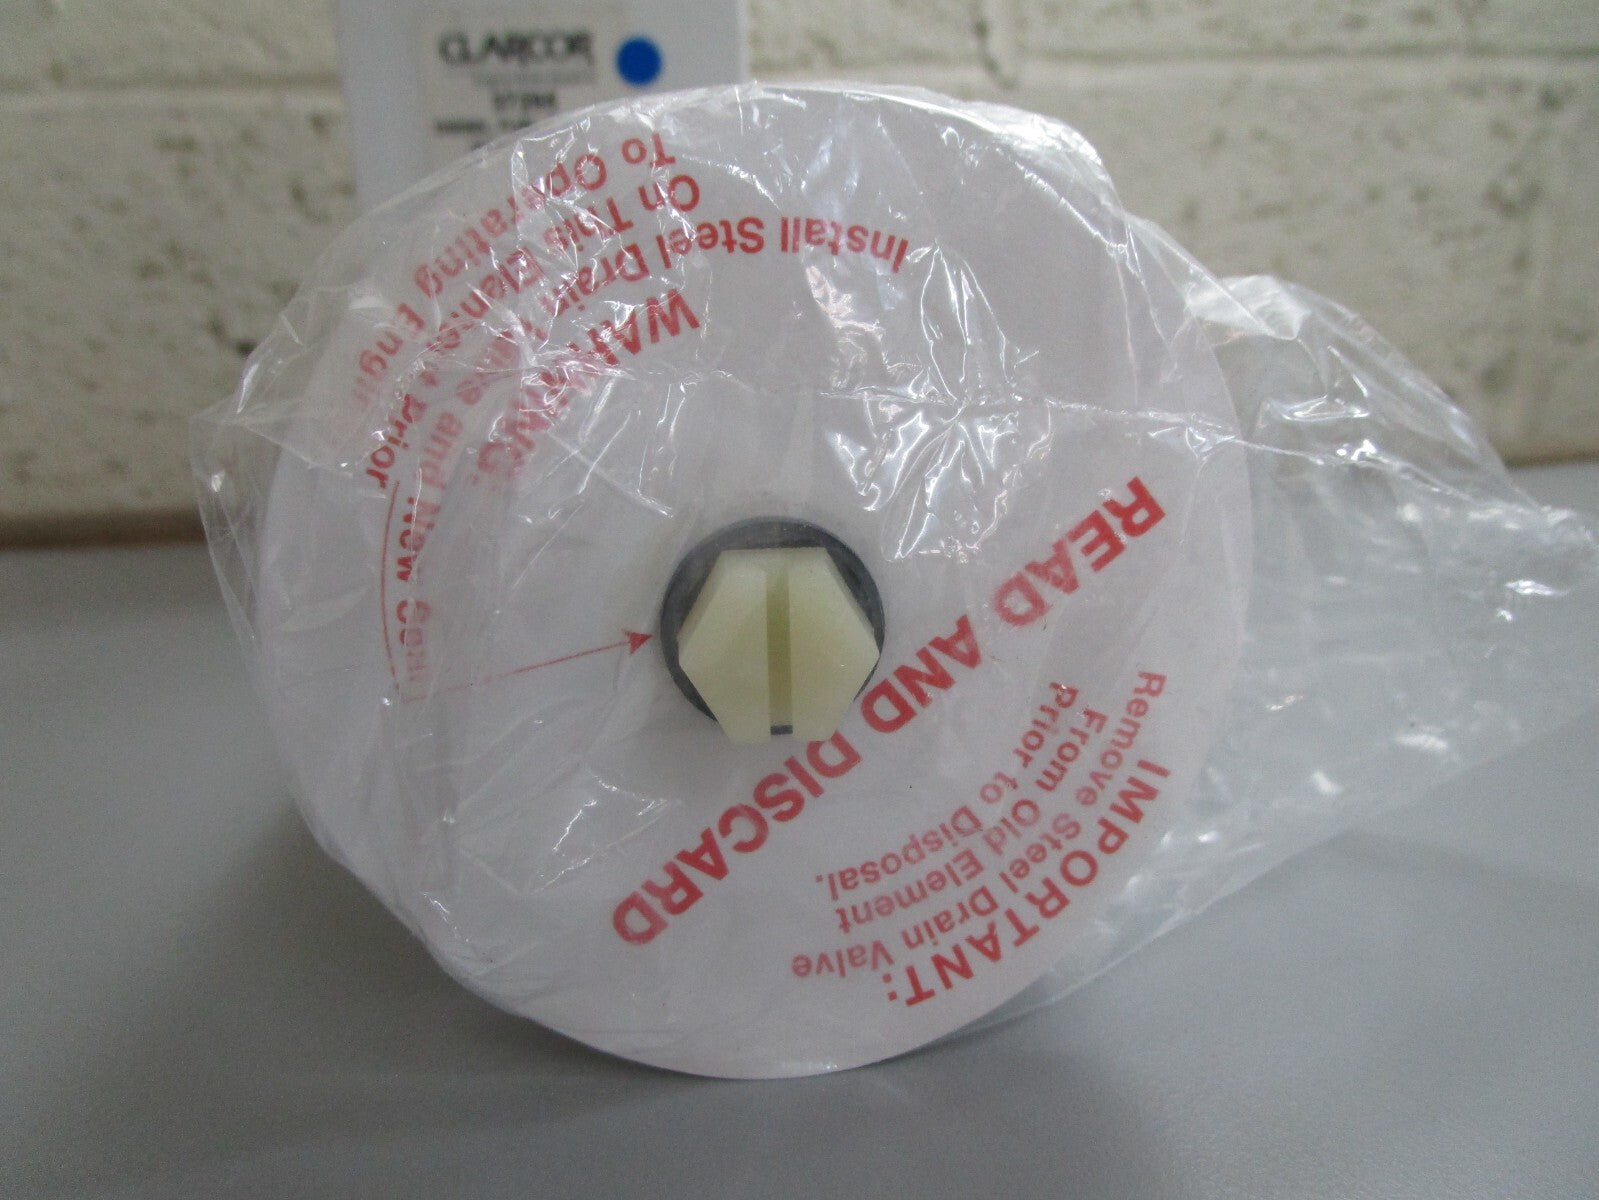 CLARCOR
READ AND DISCARD
WARNING:
Install Steel Drain Valve and New
On This Element Prior
To Operating Engine
IMPORTANT:
Remove Steel Drain Valve
From Old Element
Prior to Disposal.